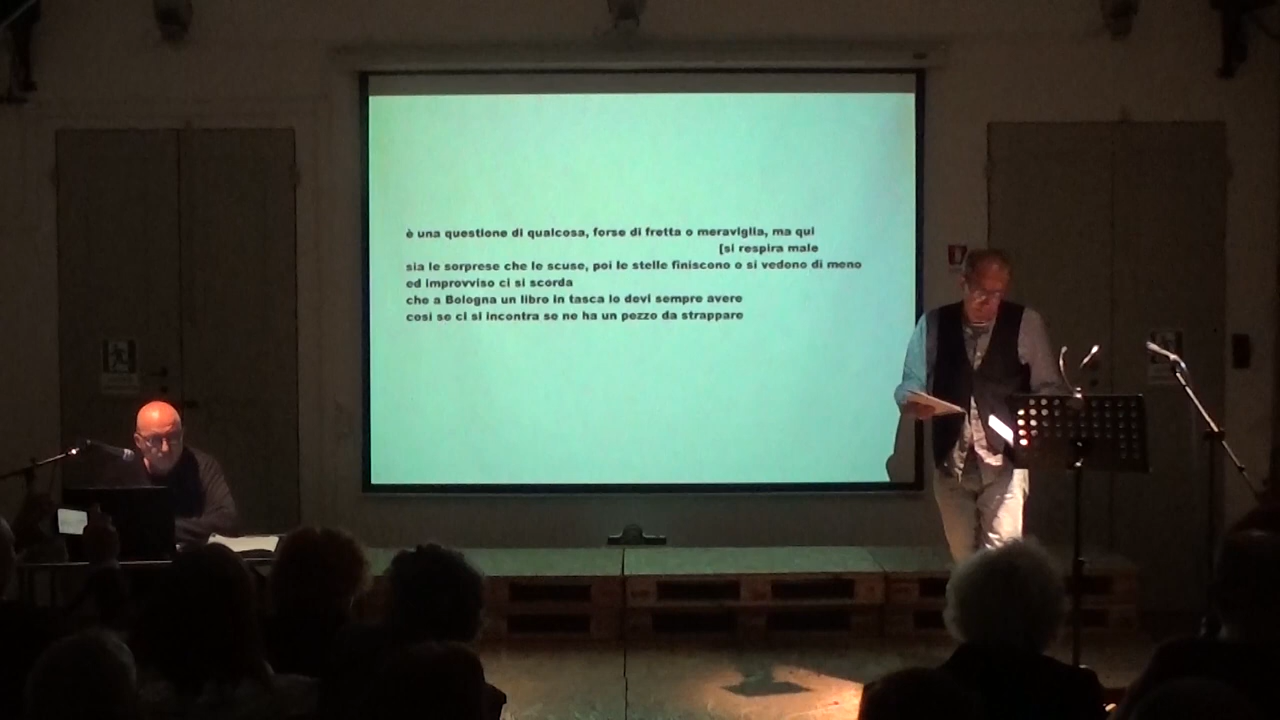 è una questione di qualcosa, forse di fretta o meraviglia, ma qui
[si respira male
sia le sorprese che le scuse, poi le stelle finiscono o si vedono di meno
ed improvviso ci si scorda
che a Bologna un libro in tasca lo devi sempre avere
così se ci si incontra se ne ha un pezzo da strappare